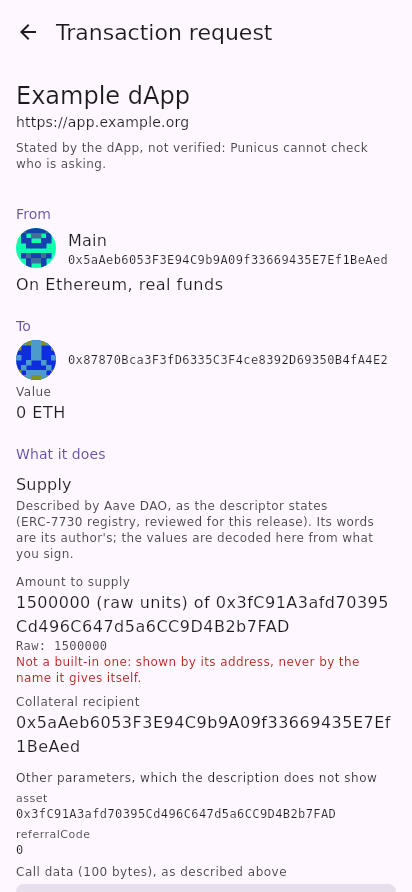 Transaction request
Example dApp
https://app.example.org
Stated by the dApp, not verified: Punicus cannot check
who is asking.
From
Main
0x5aAeb6053F3E94C9b9A09f33669435E7Ef1BeAed
On Ethereum, real funds
To
0x87870Bca3F3fD6335C3F4ce8392D69350B4fA4E2
Value
0 ETH
What it does
Supply
Described by Aave DAO, as the descriptor states
(ERC-7730 registry, reviewed for this release). Its words
are its author's; the values are decoded here from what
you sign.
Amount to supply
1500000 (raw units) of 0x3fC91A3afd70395
Cd496C647d5a6CC9D4B2b7FAD
Raw: 1500000
Not a built-in one: shown by its address, never by the
name it gives itself.
Collateral recipient
0x5aAeb6053F3E94C9b9A09f33669435E7Ef
1BeAed
Other parameters, which the description does not show
asset
0x3fC91A3afd70395Cd496C647d5a6CC9D4B2b7FAD
referralCode
0
Call data (100 bytes), as described above